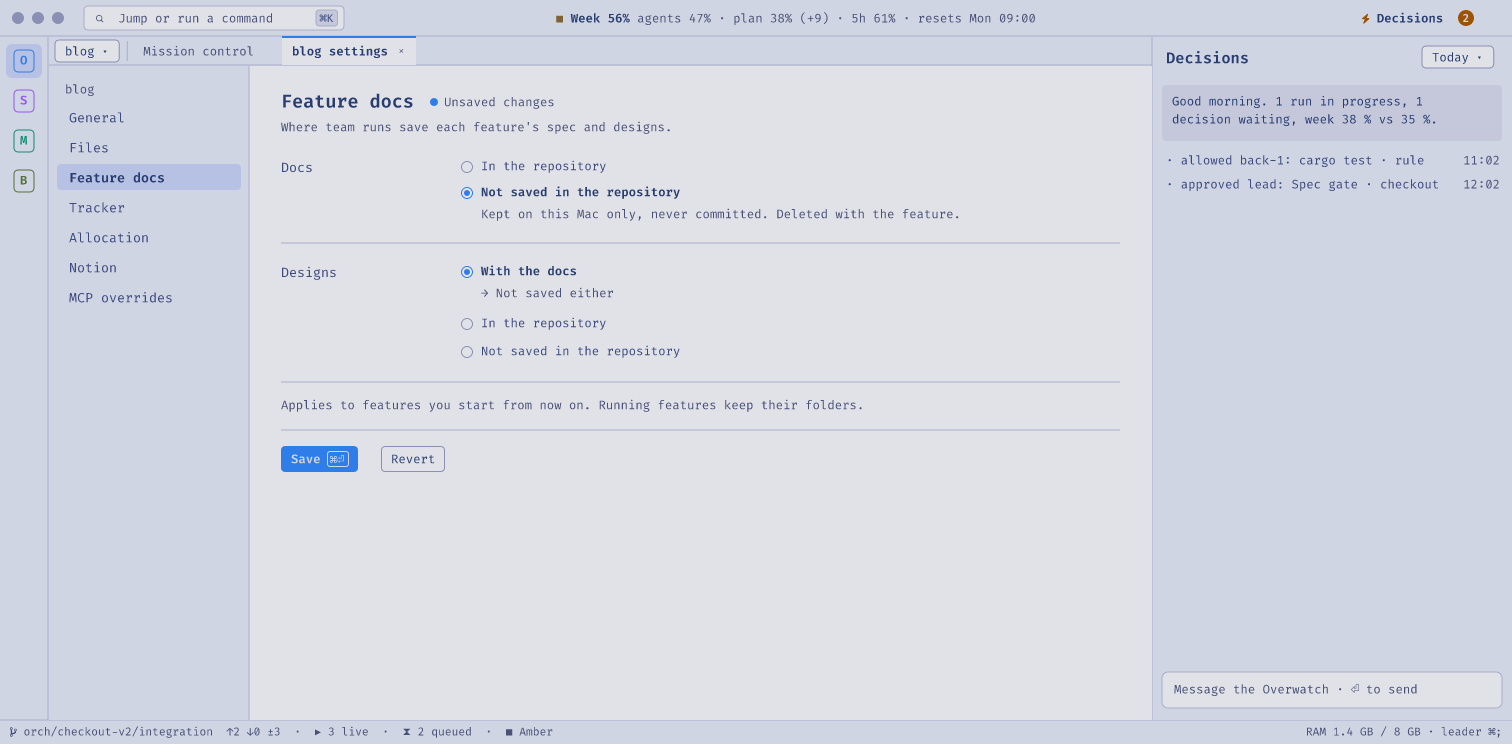 Jump or run a command ⌘K
■ Week 56% agents 47% · plan 38% (+9) · 5h 61% · resets Mon 09:00
Decisions 2
O
S
M
B
blog ▾
Mission control
blog settings ×
blog
General
Files
Feature docs
Tracker
Allocation
Notion
MCP overrides
Feature docs ● Unsaved changes
Where team runs save each feature's spec and designs.
Docs
In the repository
Not saved in the repository
Kept on this Mac only, never committed. Deleted with the feature.
Designs
With the docs
→ Not saved either
In the repository
Not saved in the repository
Applies to features you start from now on. Running features keep their folders.
Save ⌘⏎
Revert
Decisions
Today ▾
Good morning. 1 run in progress, 1
decision waiting, week 38 % vs 35 %.
· allowed back-1: cargo test · rule 11:02
· approved lead: Spec gate · checkout 12:02
Message the Overwatch · ⏎ to send
orch/checkout-v2/integration ↑2 ↓0 ±3 · ▶ 3 live · ⧗ 2 queued · ■ Amber
RAM 1.4 GB / 8 GB · leader ⌘;